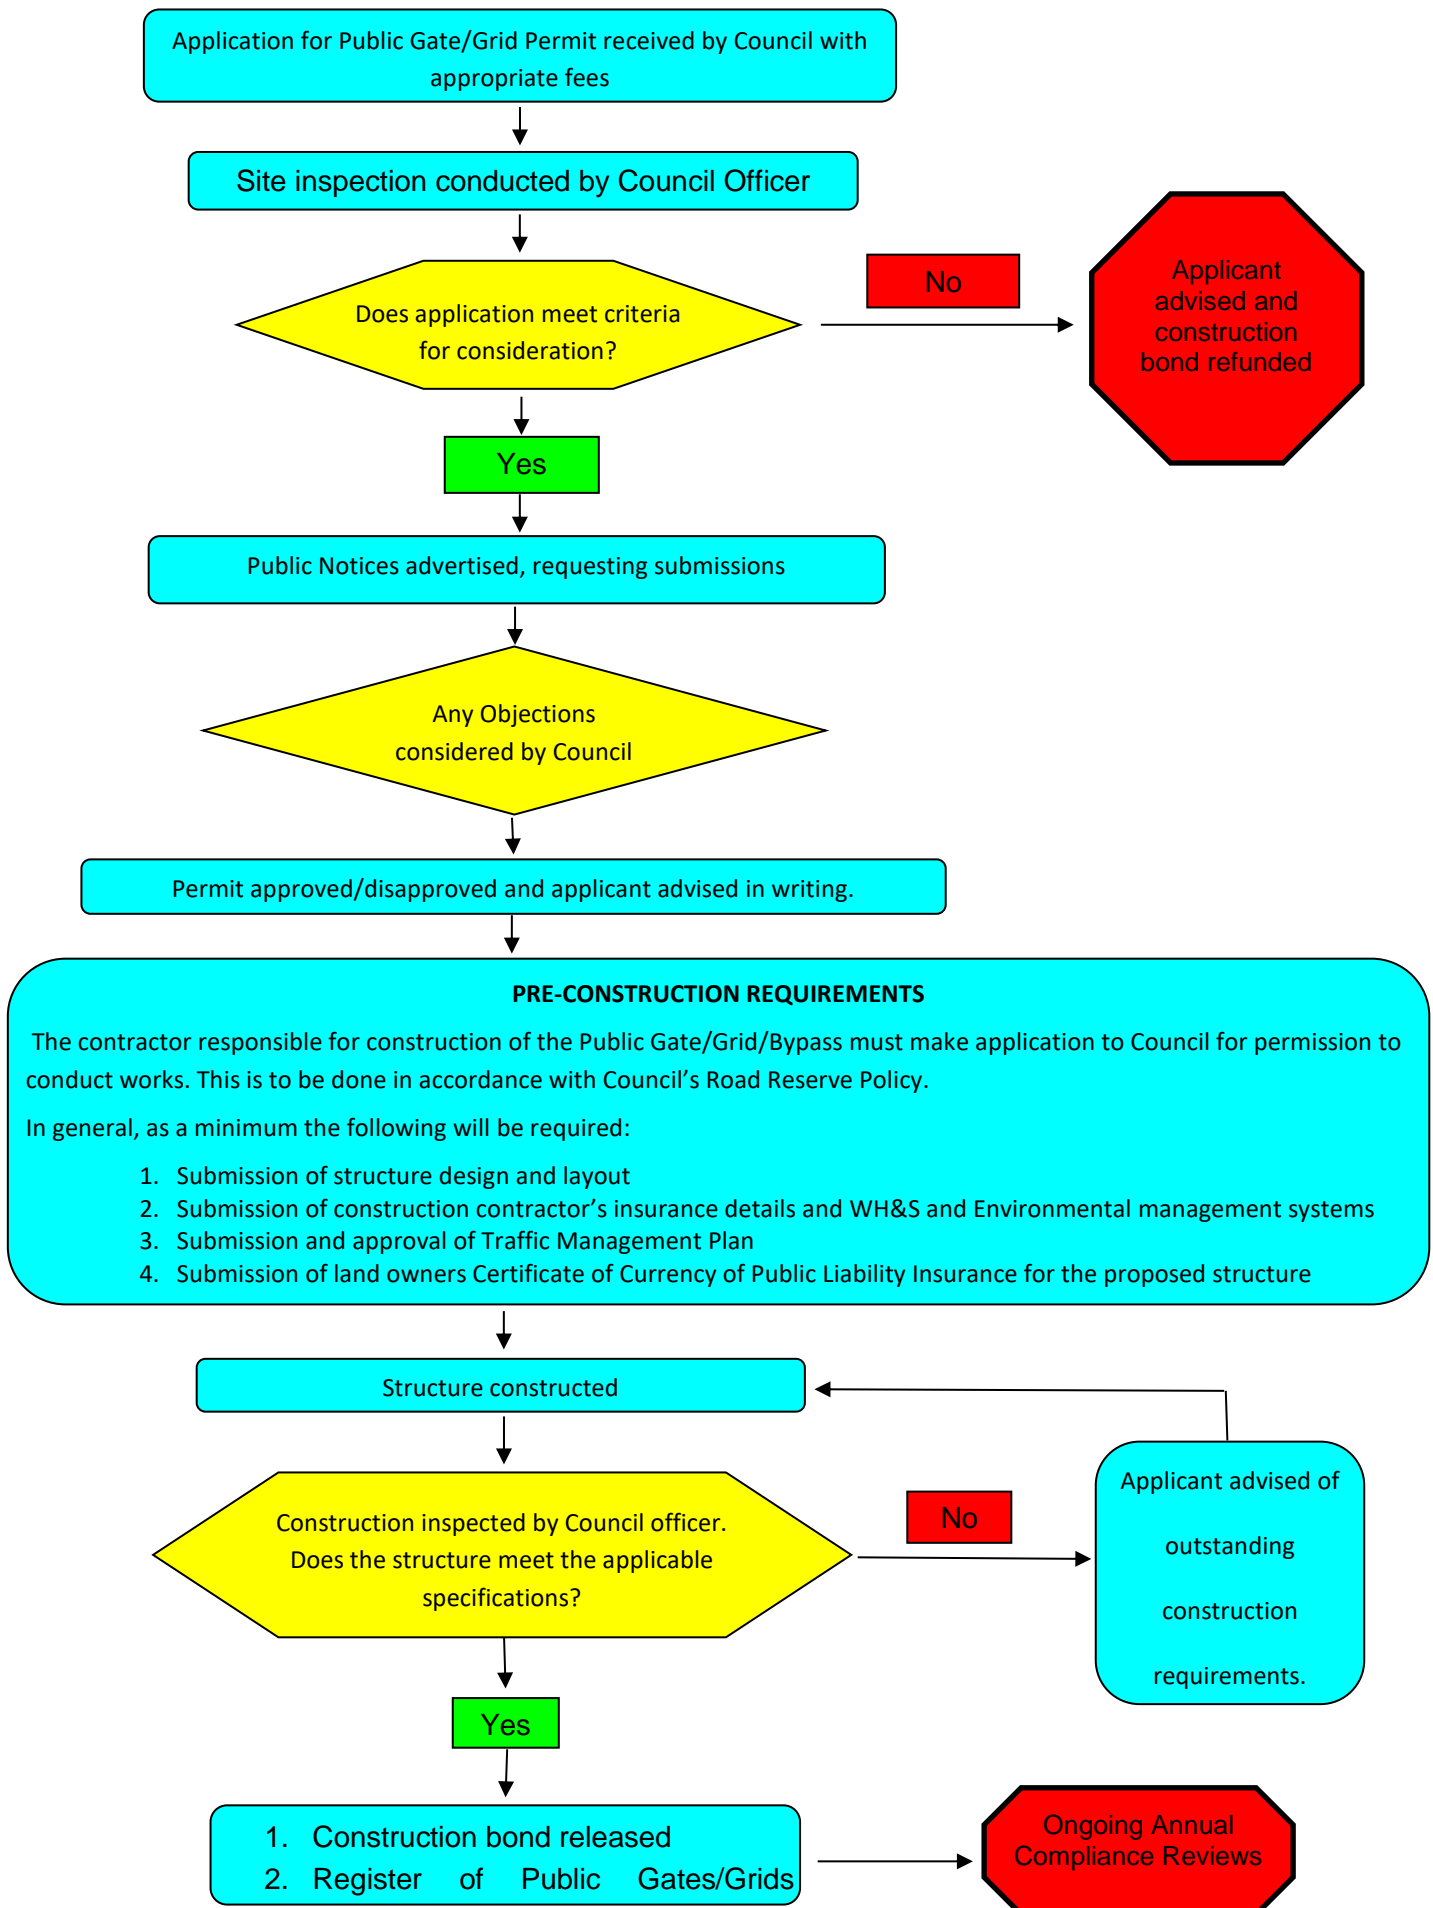 Application for Public Gate/Grid Permit received by Council with
appropriate fees
Site inspection conducted by Council Officer
Does application meet criteria
for consideration?
No
Applicant
advised and
construction
bond refunded
Yes
Public Notices advertised, requesting submissions
Any Objections
considered by Council
Permit approved/disapproved and applicant advised in writing.
PRE-CONSTRUCTION REQUIREMENTS
The contractor responsible for construction of the Public Gate/Grid/Bypass must make application to Council for permission to
conduct works. This is to be done in accordance with Council’s Road Reserve Policy.
In general, as a minimum the following will be required:
1. Submission of structure design and layout
2. Submission of construction contractor’s insurance details and WH&S and Environmental management systems
3. Submission and approval of Traffic Management Plan
4. Submission of land owners Certificate of Currency of Public Liability Insurance for the proposed structure
Structure constructed
Construction inspected by Council officer.
Does the structure meet the applicable
specifications?
No
Applicant advised of
outstanding
construction
requirements.
Yes
1. Construction bond released
2. Register of Public Gates/Grids
Ongoing Annual
Compliance Reviews